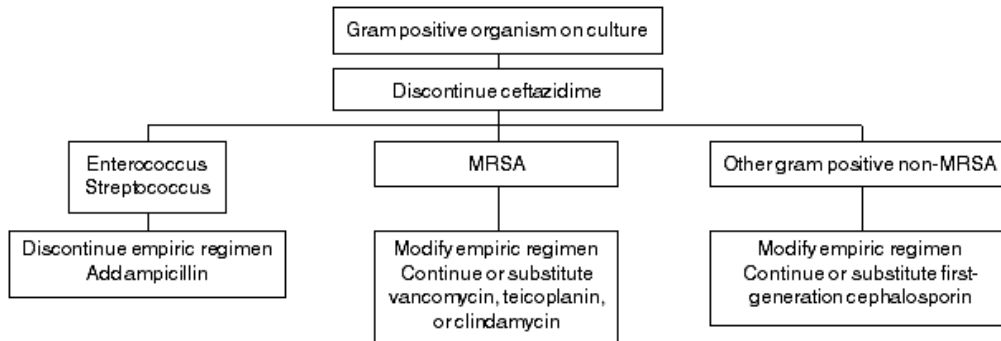 Gram positive organism on culture
Discontinue ceftazidime
Enterococcus
Streptococcus
MRSA
Other gram positive non-MRSA
Discontinue empiric regimen
Add ampicillin
Modify empiric regimen
Continue or substitute
vancomycin, teicoplanin,
or clindamycin
Modify empiric regimen
Continue or substitute first-
generation cephalosporin